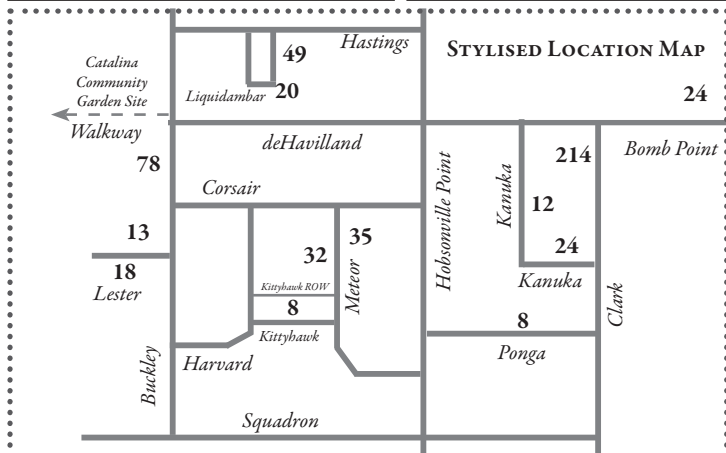 Hastings
STYLISED LOCATION MAP
49
Catalina
Community
Garden Site
Liquidambar
20
24
Walkway
deHavilland
Bomb Point
78
214
Corsair
Hobsonville Point
Kanuka
12
13
32
35
24
18
Lester
Kittyhawk ROW
Meteor
Kanuka
8
Clark
8
Kittyhawk
Ponga
Harvard
Buckley
Squadron